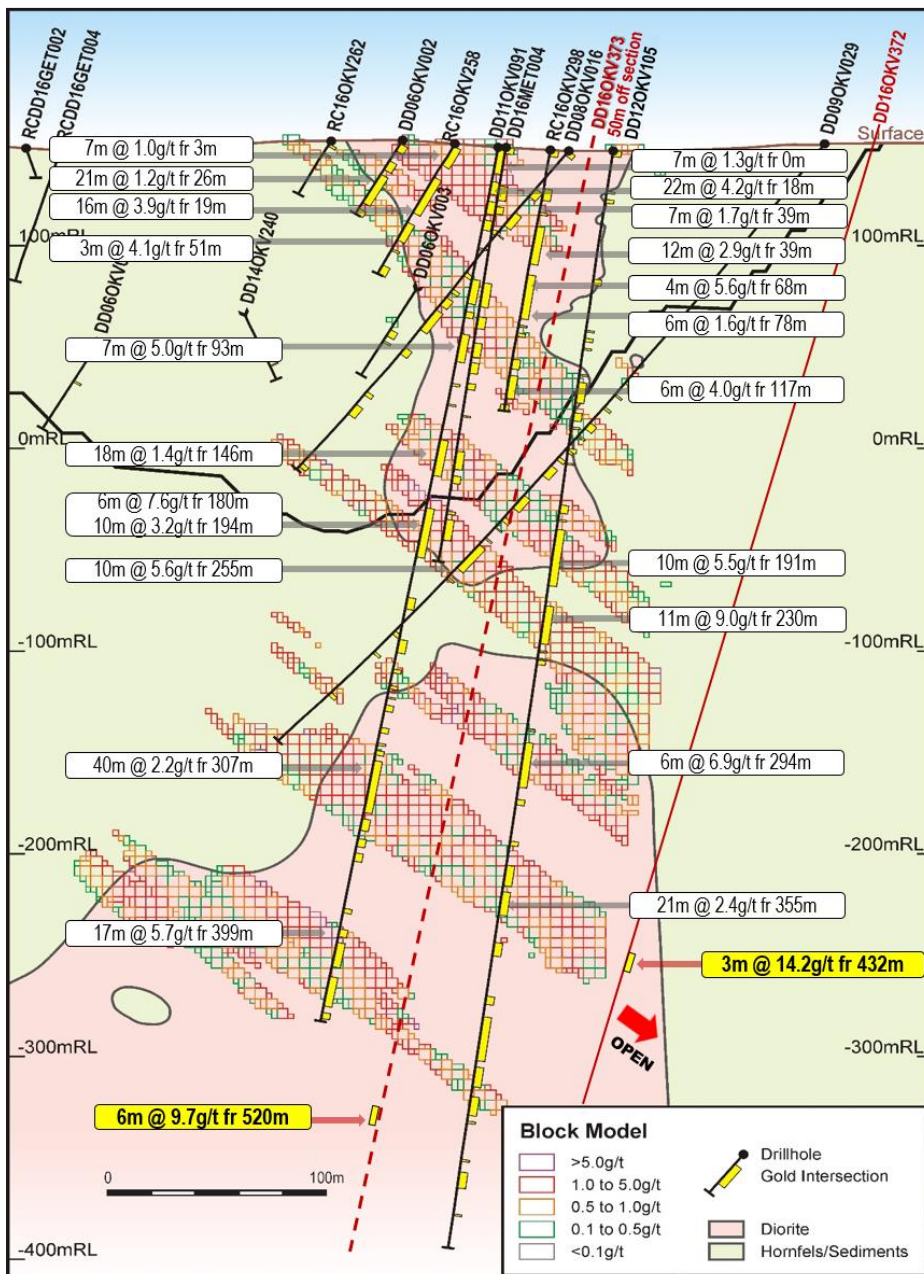 RCDD16GET002
RCDD16GET004
RC16OKV262
DD06OKV002
RC16OKV258
DD11OKV091
DD16MET004
RC16OKV298
DD08OKV016
DD16OKV373
50m off section
DD12OKV105
DD09OKV029
DD16OKV372
Surface
7m @ 1.0g/t fr 3m
7m @ 1.3g/t fr 0m
21m @ 1.2g/t fr 26m
22m @ 4.2g/t fr 18m
16m @ 3.9g/t fr 19m
7m @ 1.7g/t fr 39m
3m @ 4.1g/t fr 51m
12m @ 2.9g/t fr 39m
100mRL
-100mRL
DD06OKV003
DD14OKV240
4m @ 5.6g/t fr 68m
6m @ 1.6g/t fr 78m
7m @ 5.0g/t fr 93m
6m @ 4.0g/t fr 117m
0mRL
0mRL
18m @ 1.4g/t fr 146m
6m @ 7.6g/t fr 180m
10m @ 3.2g/t fr 194m
10m @ 5.6g/t fr 255m
10m @ 5.5g/t fr 191m
11m @ 9.0g/t fr 230m
-100mRL
-100mRL
40m @ 2.2g/t fr 307m
6m @ 6.9g/t fr 294m
-200mRL
-200mRL
21m @ 2.4g/t fr 355m
17m @ 5.7g/t fr 399m
3m @ 14.2g/t fr 432m
OPEN
-300mRL
-300mRL
6m @ 9.7g/t fr 520m
0
100m
-400mRL
Block Model
>5.0g/t
1.0 to 5.0g/t
0.5 to 1.0g/t
0.1 to 0.5g/t
<0.1g/t
Drillhole
Gold Intersection
Diorite
Hornfels/Sediments